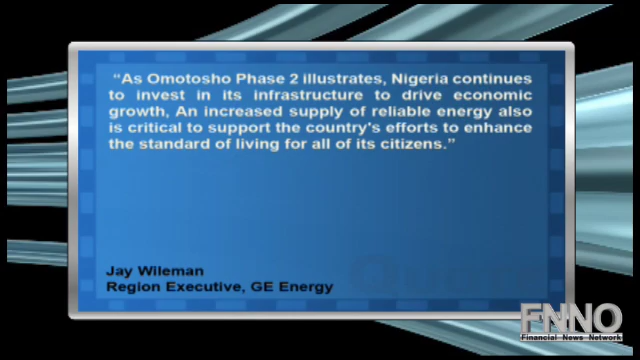 “As Omotosho Phase 2 illustrates, Nigeria continues
to invest in its infrastructure to drive economic
growth, An increased supply of reliable energy also
is critical to support the country's efforts to enhance
the standard of living for all of its citizens.”
Jay Wileman
Region Executive, GE Energy
FNNO
Financial News Network